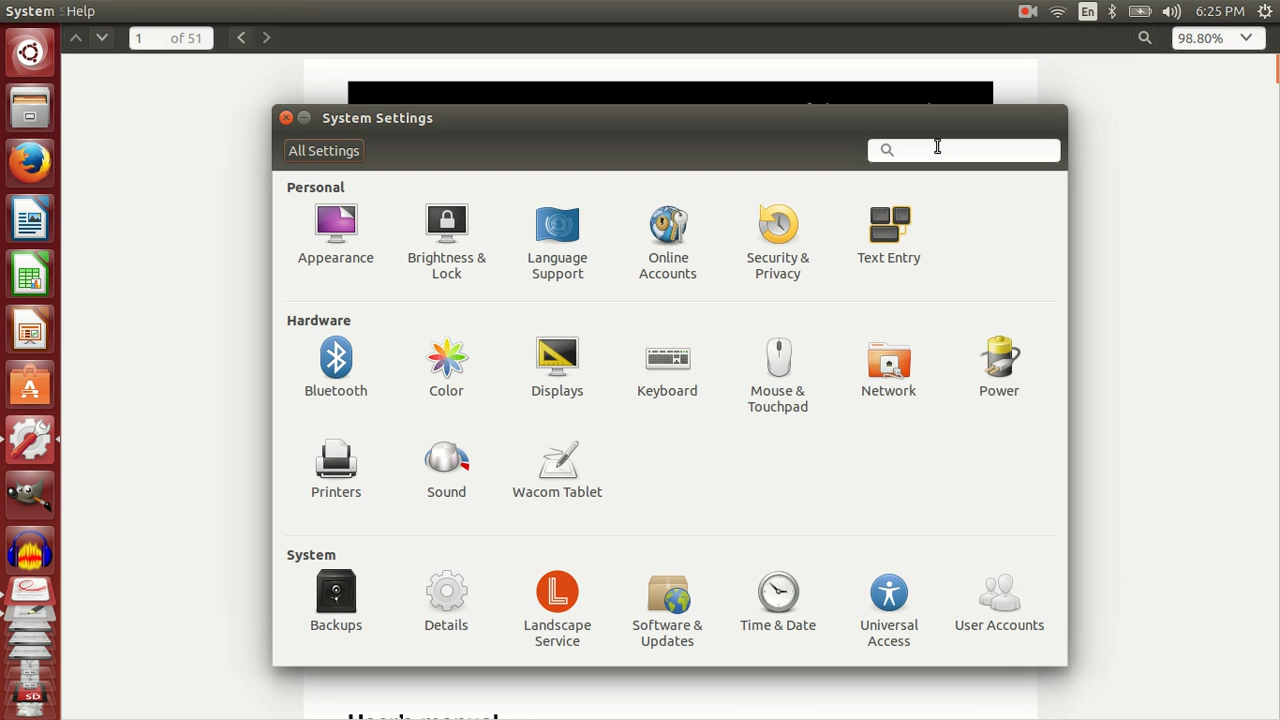 System Help
En
6:25 PM
1 of 51
98.80%
System Settings
All Settings
Personal
Appearance
Brightness & Lock
Language Support
Online Accounts
Security & Privacy
Text Entry
Hardware
Bluetooth
Color
Displays
Keyboard
Mouse & Touchpad
Network
Power
Printers
Sound
Wacom Tablet
System
Backups
Details
Landscape Service
Software & Updates
Time & Date
Universal Access
User Accounts
User's manual
SD